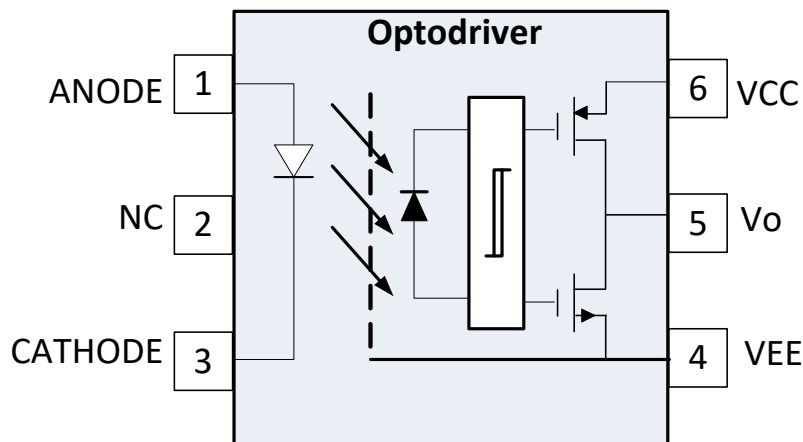 Optodriver
ANODE 1
6 VCC
NC 2
5 Vo
CATHODE 3
4 VEE